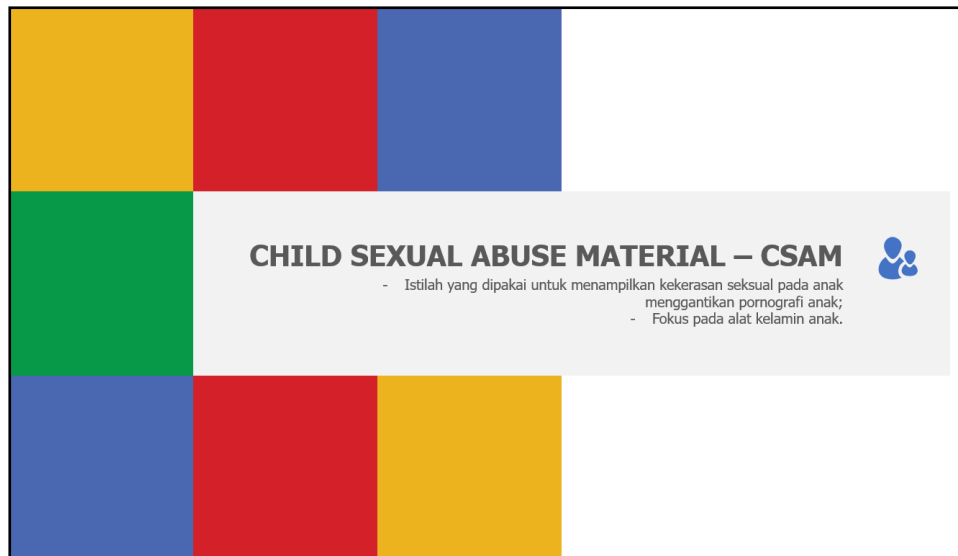 CHILD SEXUAL ABUSE MATERIAL – CSAM
- Istilah yang dipakai untuk menampilkan kekerasan seksual pada anak
menggantikan pornografi anak;
- Fokus pada alat kelamin anak.